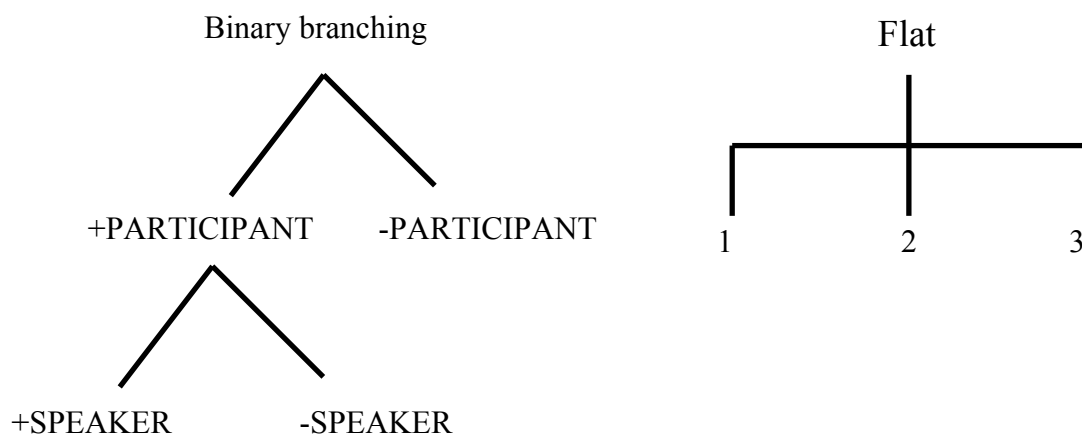 Binary branching
Flat
+PARTICIPANT -PARTICIPANT
1 2 3
+SPEAKER -SPEAKER